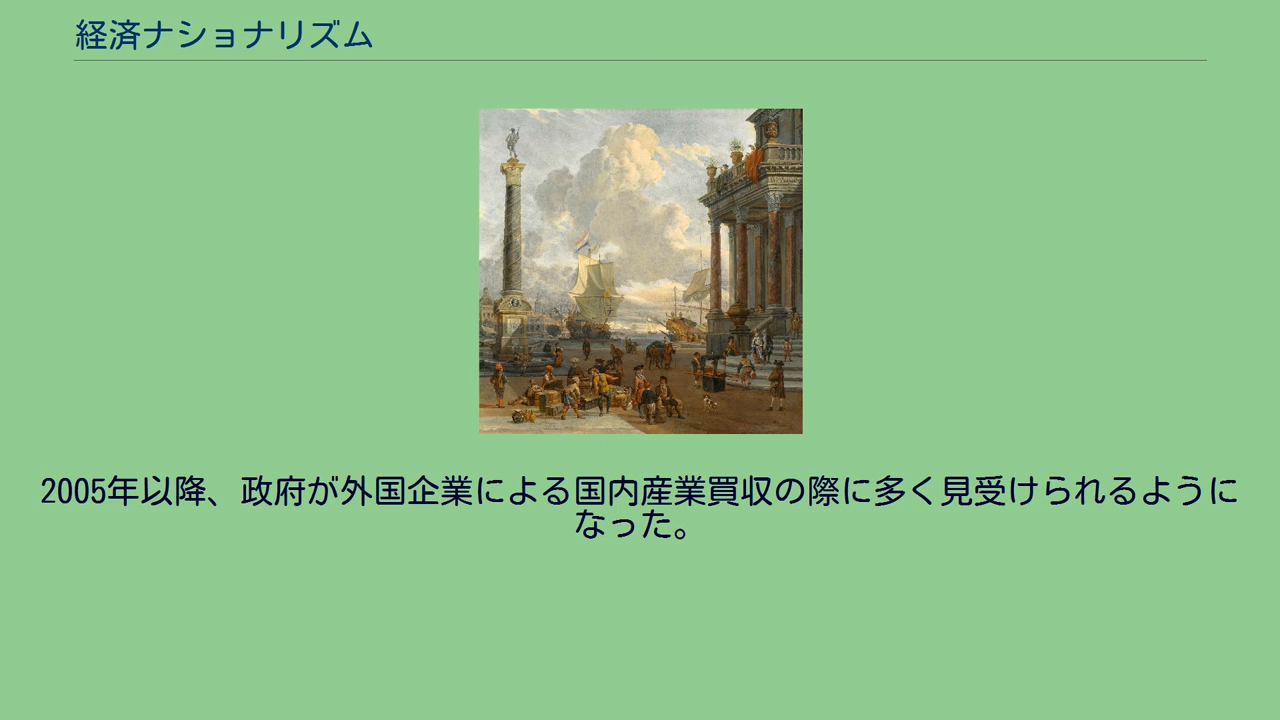 経済ナショナリズム
2005年以降、政府が外国企業による国内産業買収の際に多く見受けられるように
なった。